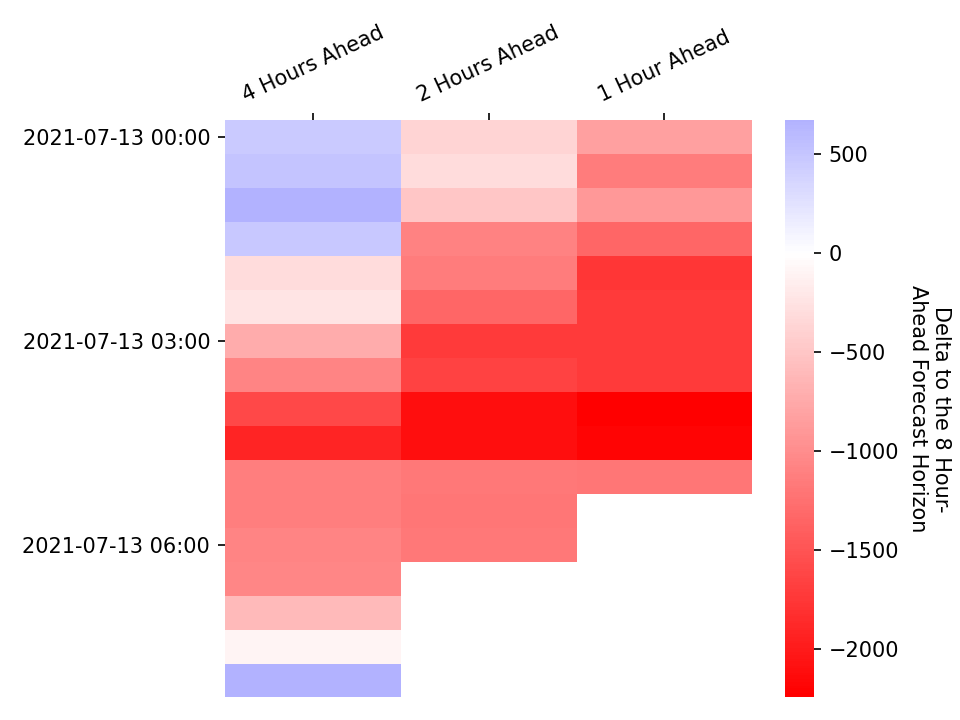 4 Hours Ahead
2 Hours Ahead
1 Hour Ahead
2021-07-13 00:00
2021-07-13 03:00
2021-07-13 06:00
500
0
−500
−1000
−1500
−2000
Delta to the 8 Hour-
Ahead Forecast Horizon